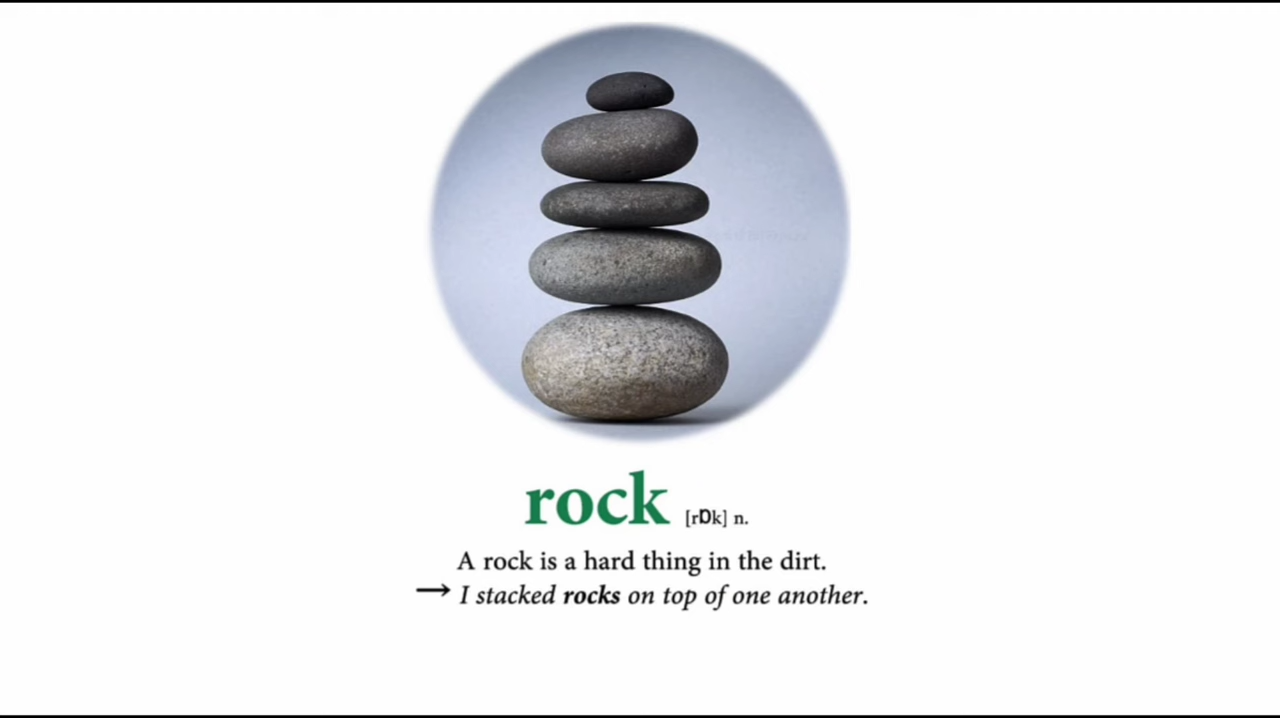 rock [rɒk] n.
A rock is a hard thing in the dirt.
→ I stacked rocks on top of one another.